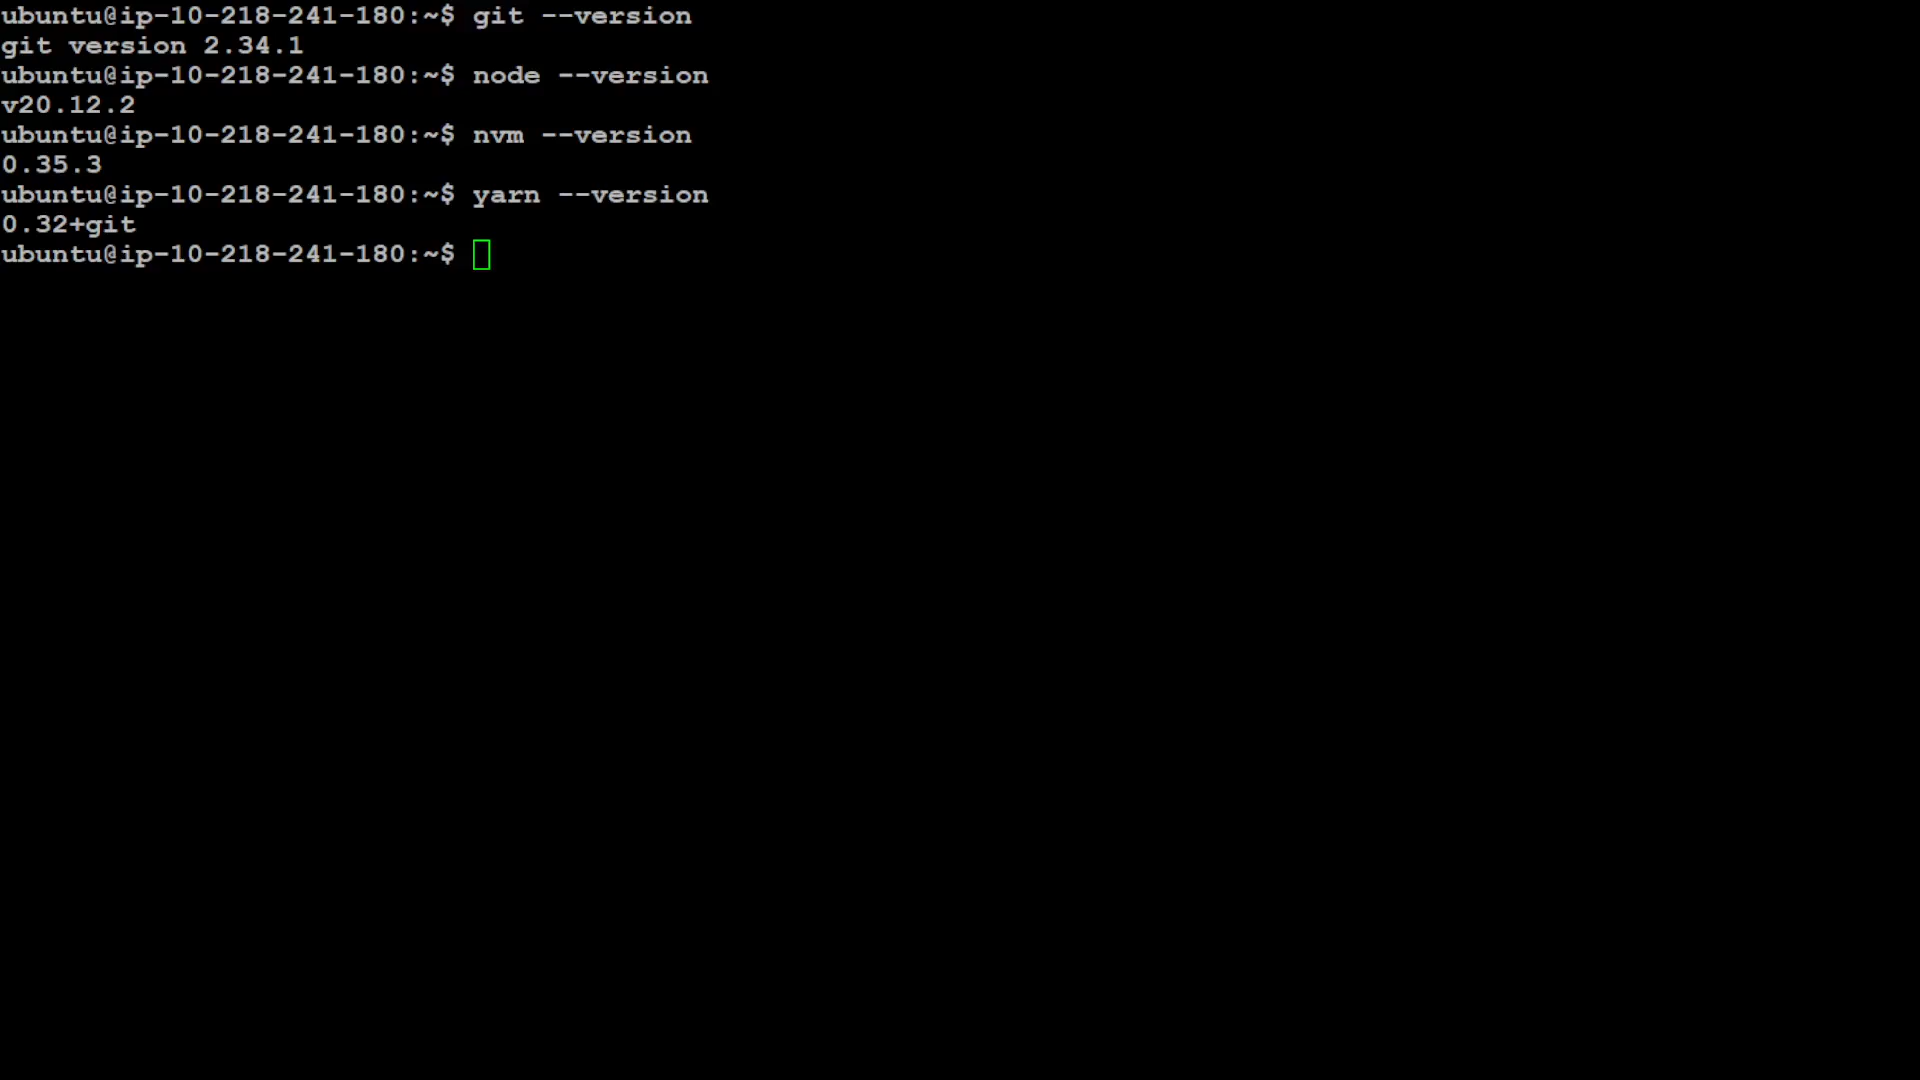 ubuntu@ip-10-218-241-180:~$ git --version
git version 2.34.1
ubuntu@ip-10-218-241-180:~$ node --version
v20.12.2
ubuntu@ip-10-218-241-180:~$ nvm --version
0.35.3
ubuntu@ip-10-218-241-180:~$ yarn --version
0.32+git
ubuntu@ip-10-218-241-180:~$